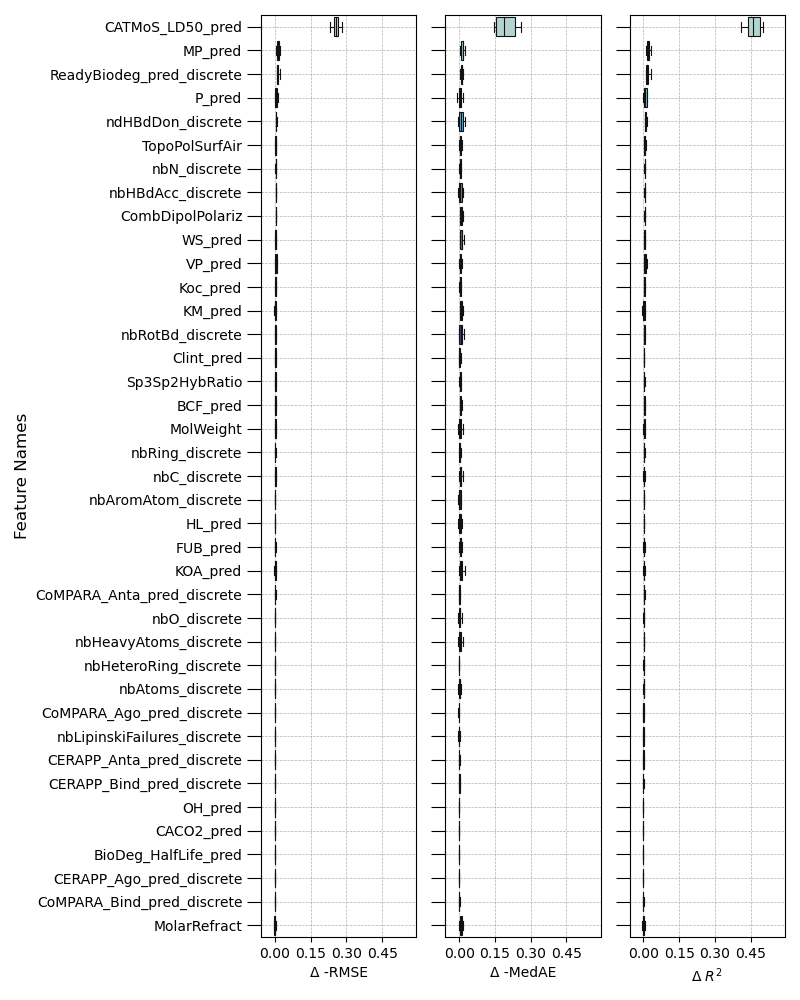 CATMoS_LD50_pred
MP_pred
ReadyBiodeg_pred_discrete
P_pred
ndHBdDon_discrete
TopoPolSurfAir
nbN_discrete
nbHBdAcc_discrete
CombDipolPolariz
WS_pred
VP_pred
Koc_pred
KM_pred
nbRotBd_discrete
Clint_pred
Sp3Sp2HybRatio
BCF_pred
MolWeight
nbRing_discrete
nbC_discrete
nbAromAtom_discrete
HL_pred
FUB_pred
KOA_pred
CoMPARA_Anta_pred_discrete
nbO_discrete
nbHeavyAtoms_discrete
nbHeteroRing_discrete
nbAtoms_discrete
CoMPARA_Ago_pred_discrete
nbLipinskiFailures_discrete
CERAPP_Anta_pred_discrete
CERAPP_Bind_pred_discrete
OH_pred
CACO2_pred
BioDeg_HalfLife_pred
CERAPP_Ago_pred_discrete
CoMPARA_Bind_pred_discrete
MolarRefract
Feature Names
0.00 0.15 0.30 0.45
Δ -RMSE
0.00 0.15 0.30 0.45
Δ -MedAE
0.00 0.15 0.30 0.45
Δ R²